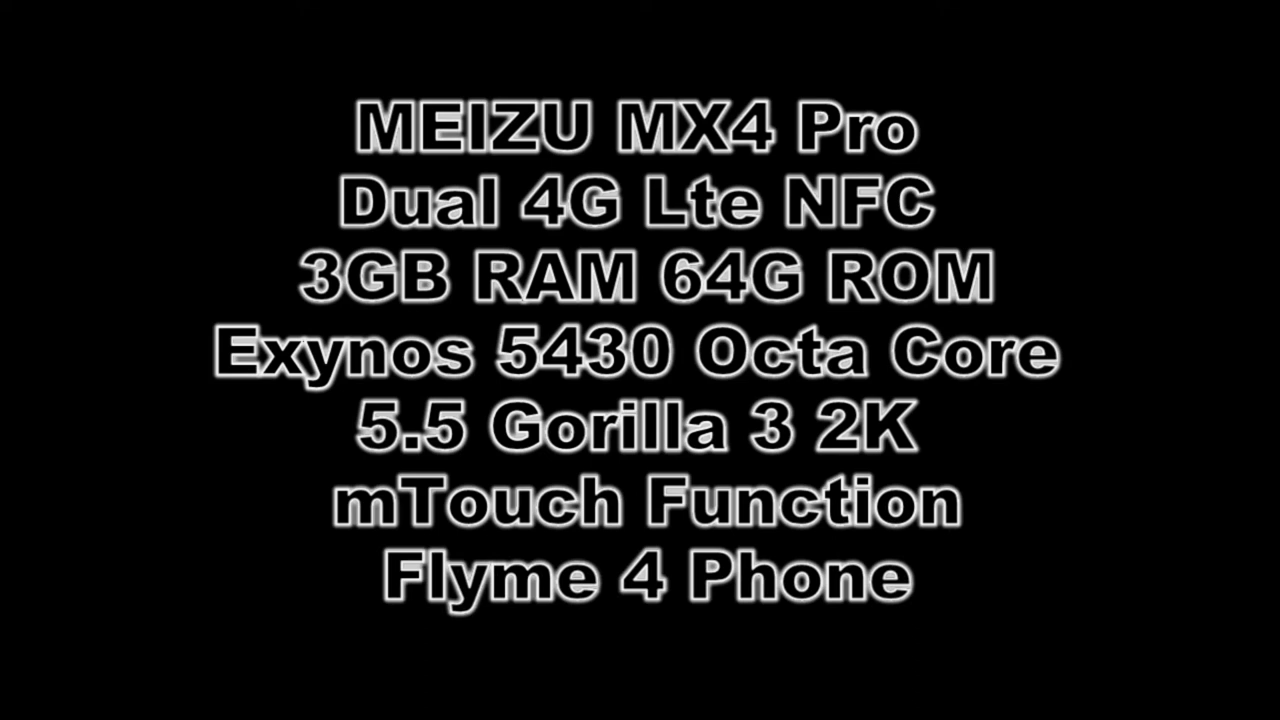 MEIZU MX4 Pro
Dual 4G Lte NFC
3GB RAM 64G ROM
Exynos 5430 Octa Core
5.5 Gorilla 3 2K
mTouch Function
Flyme 4 Phone